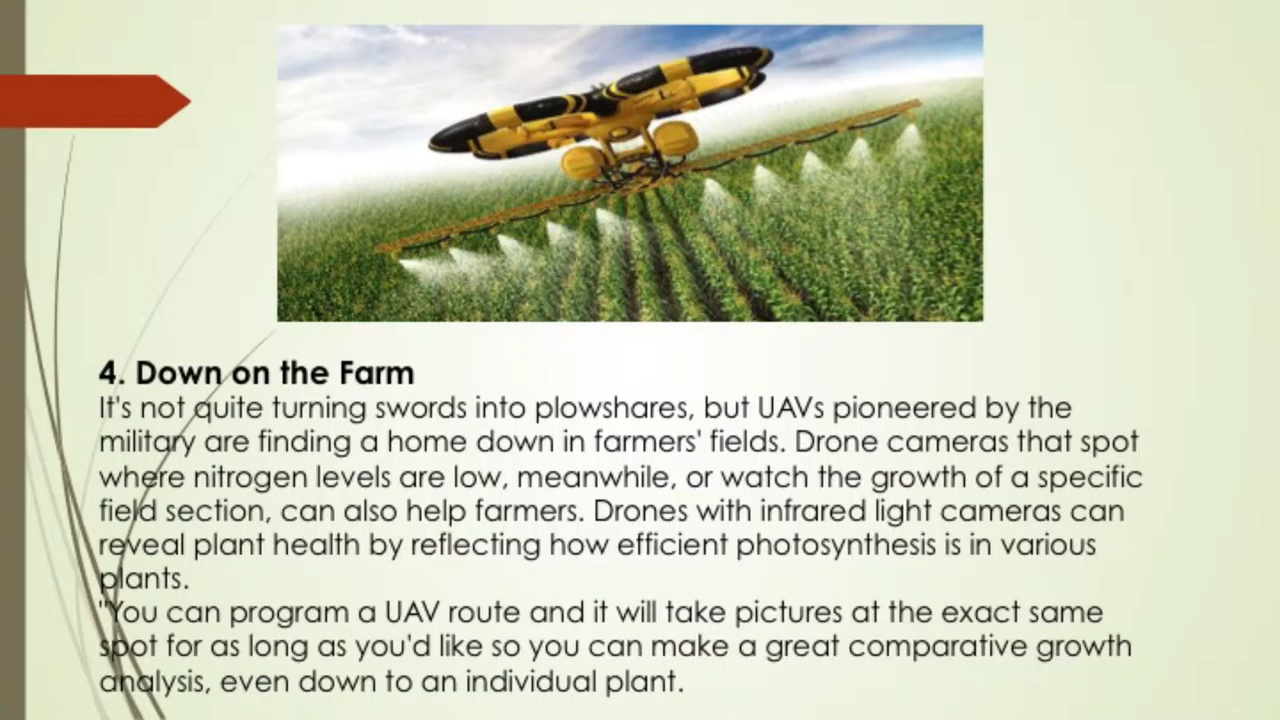 4. Down on the Farm
It's not quite turning swords into plowshares, but UAVs pioneered by the
military are finding a home down in farmers' fields. Drone cameras that spot
where nitrogen levels are low, meanwhile, or watch the growth of a specific
field section, can also help farmers. Drones with infrared light cameras can
reveal plant health by reflecting how efficient photosynthesis is in various
plants.
"You can program a UAV route and it will take pictures at the exact same
spot for as long as you'd like so you can make a great comparative growth
analysis, even down to an individual plant.